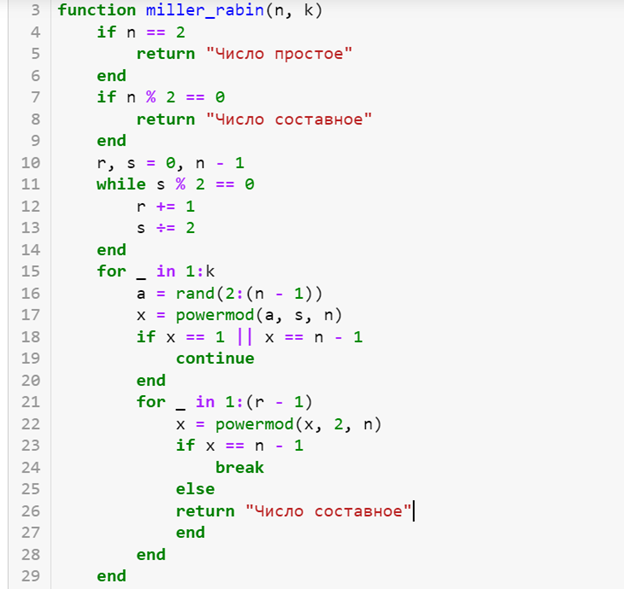 3 function miller_rabin(n, k)
4     if n == 2
5         return "Число простое"
6     end
7     if n % 2 == 0
8         return "Число составное"
9     end
10     r, s = 0, n - 1
11     while s % 2 == 0
12         r += 1
13         s ÷= 2
14     end
15     for _ in 1:k
16         a = rand(2:(n - 1))
17         x = powermod(a, s, n)
18         if x == 1 || x == n - 1
19             continue
20         end
21         for _ in 1:(r - 1)
22             x = powermod(x, 2, n)
23             if x == n - 1
24                 break
25             else
26             return "Число составное"
27             end
28         end
29     end